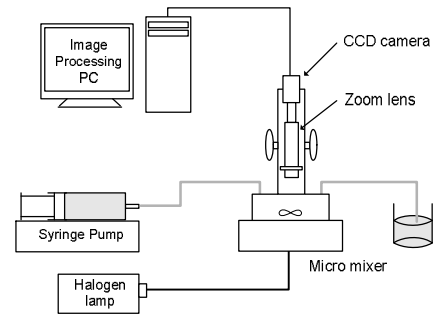 Image
Processing
PC
CCD camera
Zoom lens
Syringe Pump
Micro mixer
Halogen
lamp